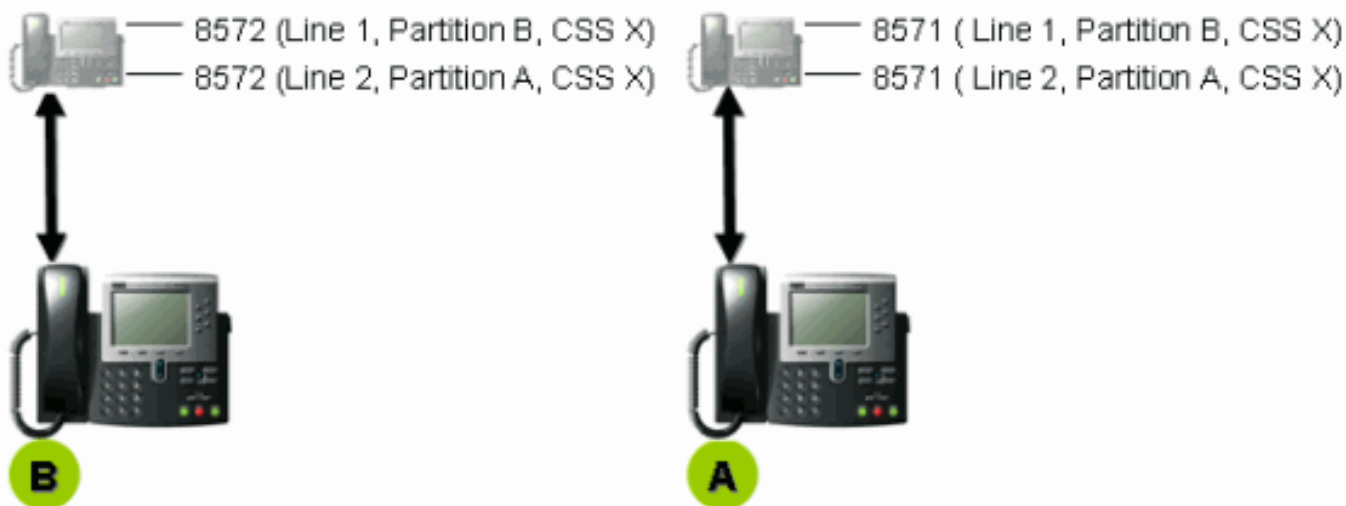 8572 (Line 1, Partition B, CSS X)
8572 (Line 2, Partition A, CSS X)
8571 ( Line 1, Partition B, CSS X)
8571 ( Line 2, Partition A, CSS X)
B
A